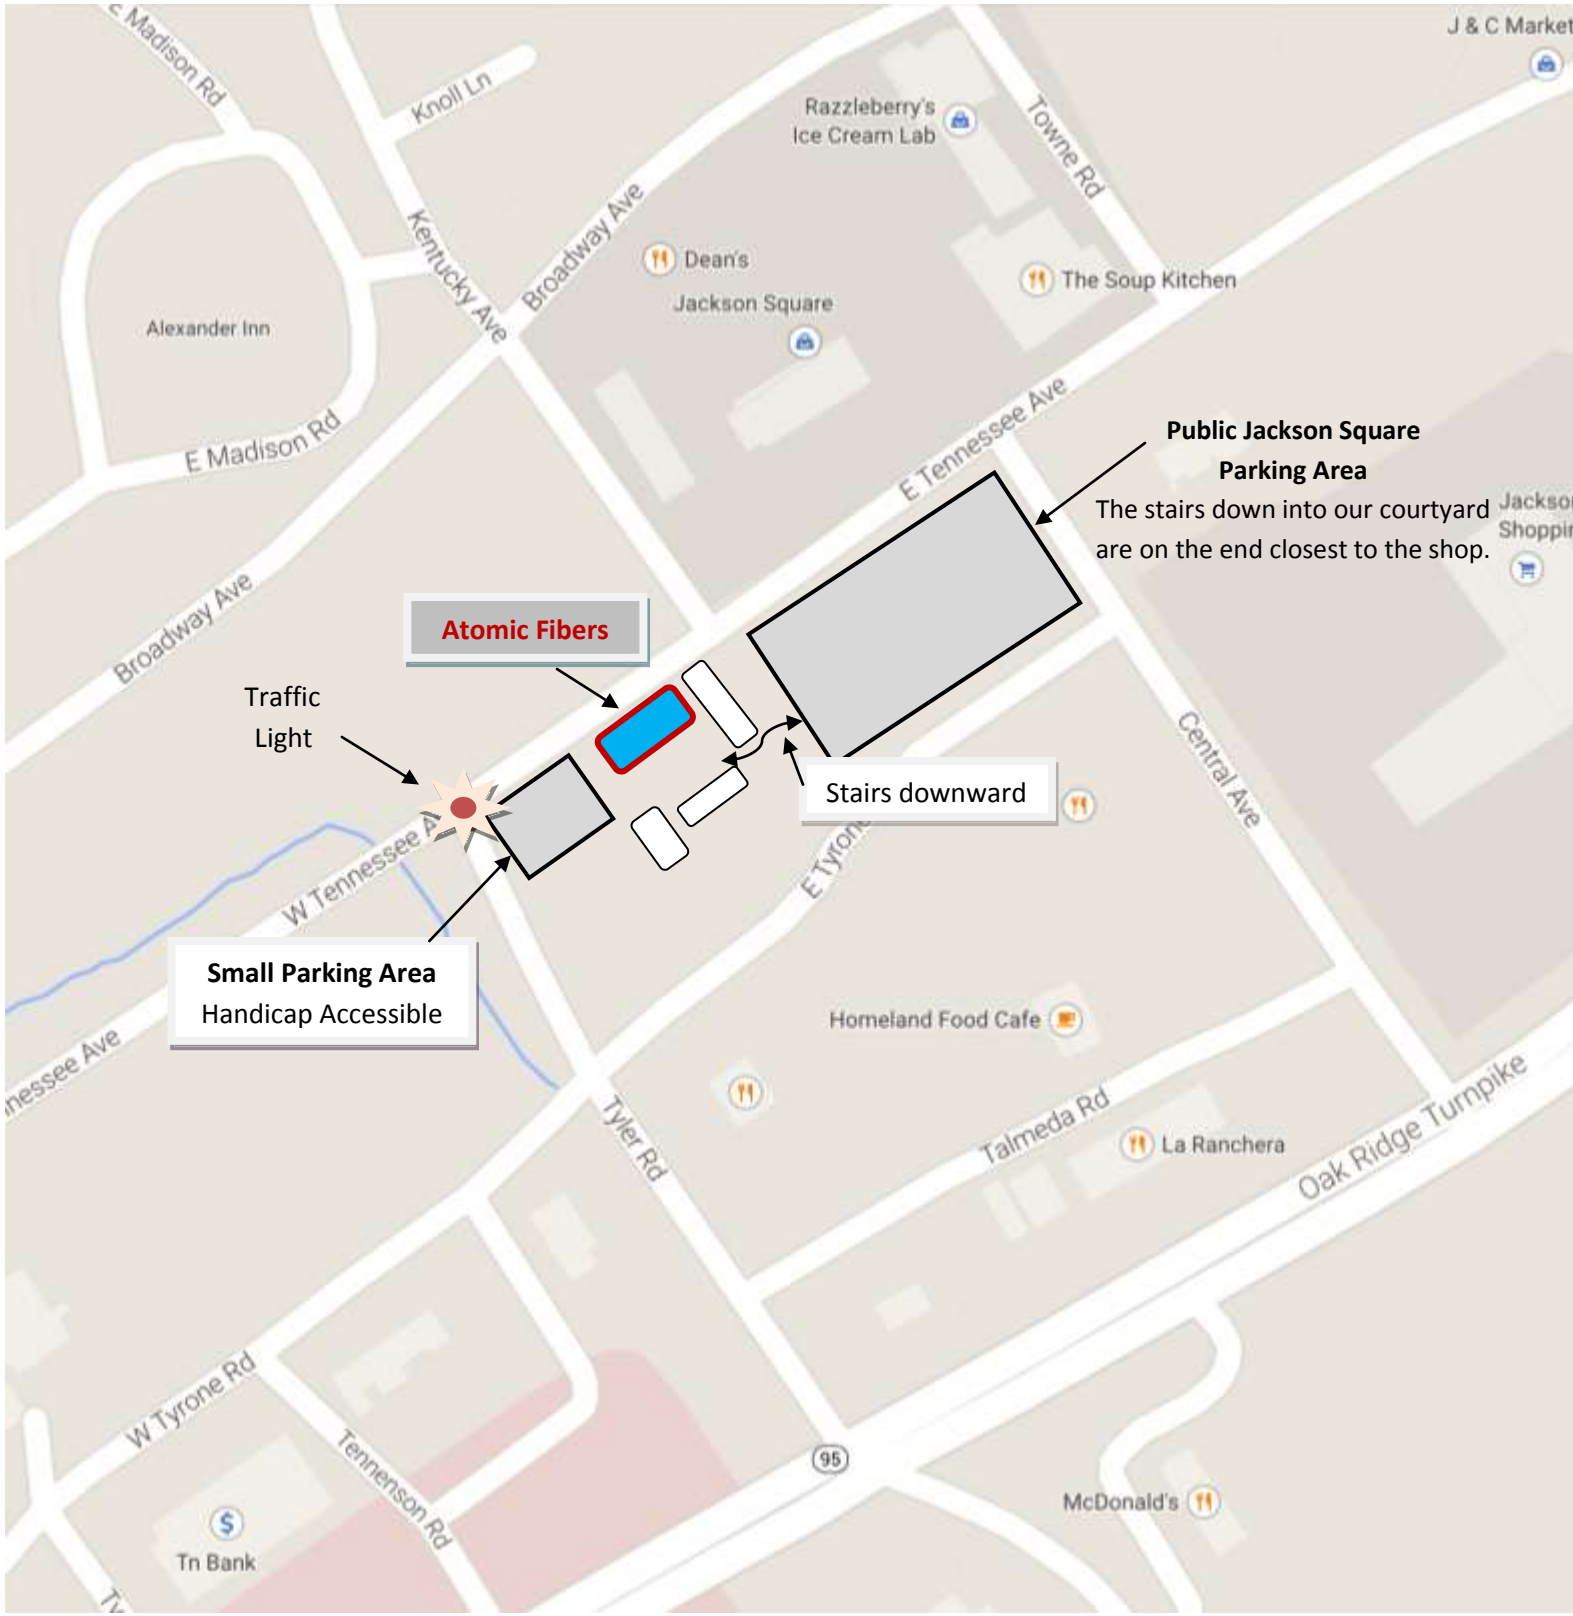 E Madison Rd
Knoll Ln
J & C Market
Razzleberry's
Ice Cream Lab
Towne Rd
Kentucky Ave
Broadway Ave
Dean's
Jackson Square
The Soup Kitchen
Alexander Inn
E Madison Rd
E Tennessee Ave
Public Jackson Square
Parking Area
The stairs down into our courtyard
are on the end closest to the shop.
Broadway Ave
Atomic Fibers
Traffic
Light
Central Ave
Stairs downward
W Tennessee
E Tyrone
Small Parking Area
Handicap Accessible
Homeland Food Cafe
Tyler Rd
Talmeda Rd
La Ranchera
Oak Ridge Turnpike
W Tyrone Rd
Tennenson Rd
95
McDonald's
$
Tn Bank